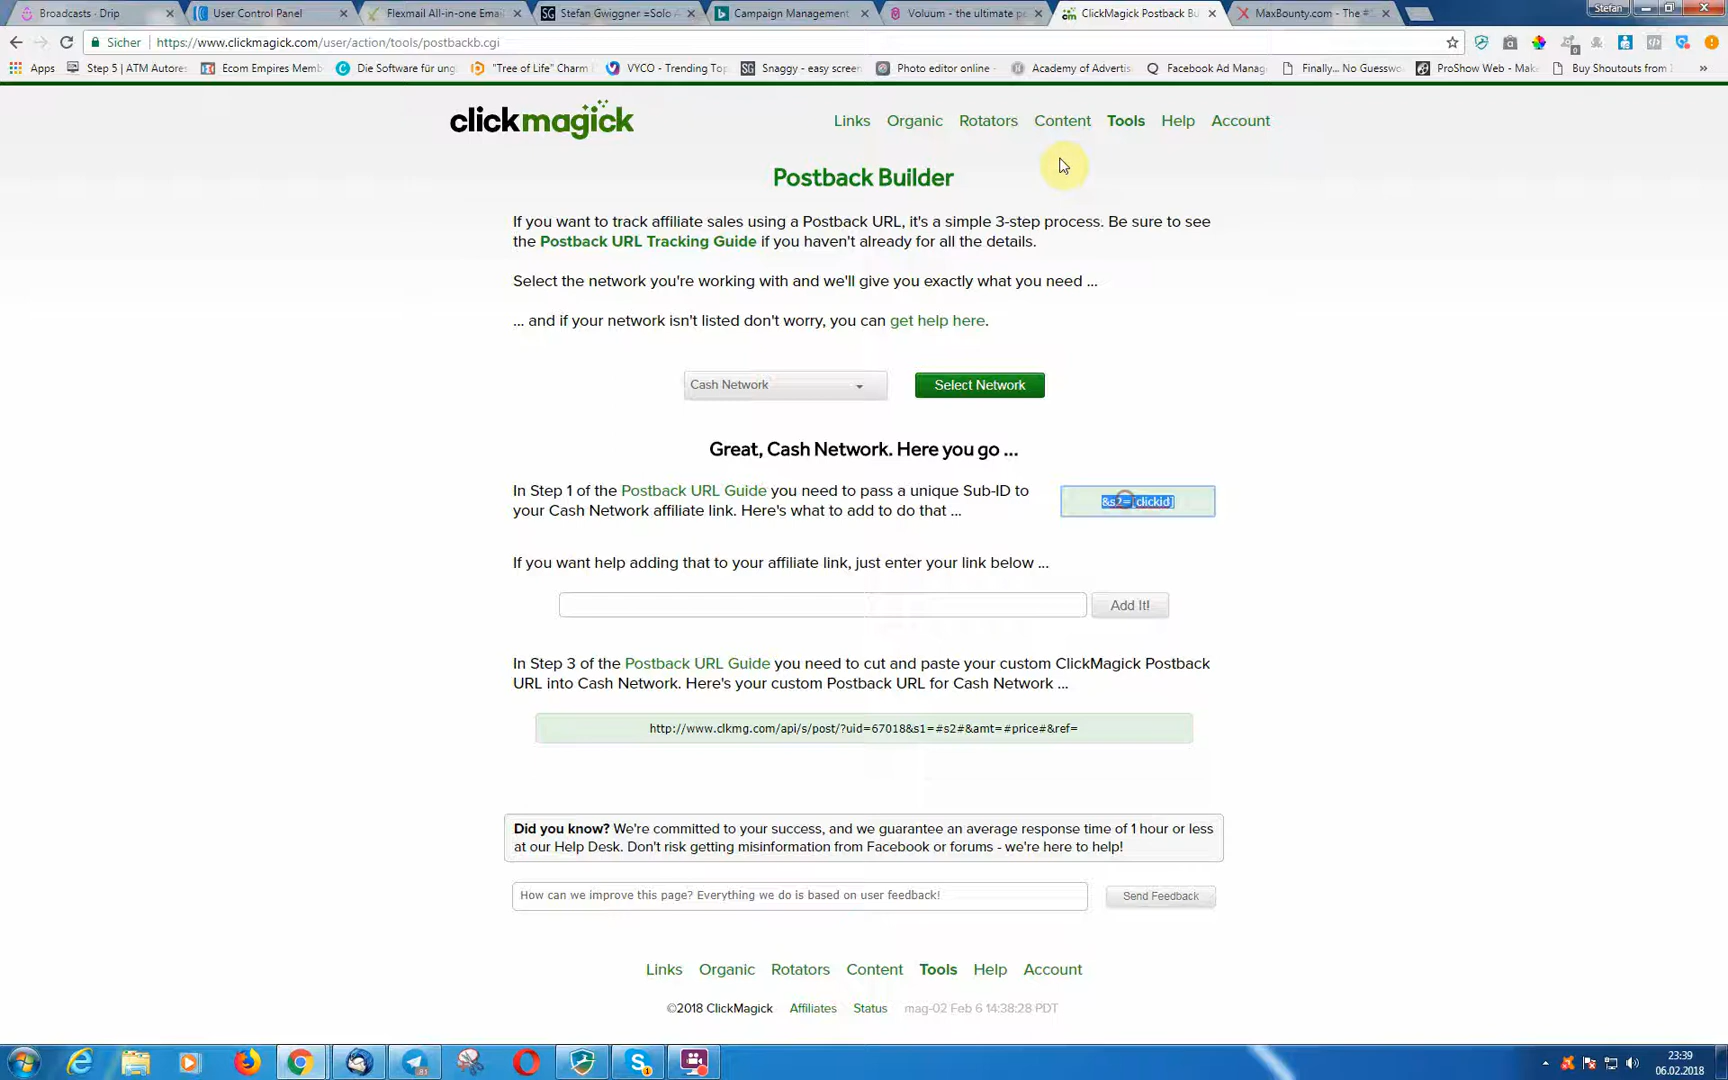 Broadcasts - Drip
User Control Panel
Flexmail All-in-one Emai
Stefan Gwiggner =Solo A
Campaign Management
Voluum - the ultimate pe
ClickMagick Postback Bu
MaxBounty.com - The #
Stefan
Sicher
https://www.clickmagick.com/user/action/tools/postbackb.cgi
Apps
Step 5 | ATM Autores
Ecom Empires Memb
Die Software für ung
"Tree of Life" Charm
VYCO - Trending Top
Snaggy - easy screen
Photo editor online -
Academy of Advertis
Facebook Ad Manag
Finally... No Guesswo
ProShow Web - Make
Buy Shoutouts from
clickmagick
Links Organic Rotators Content Tools Help Account
Postback Builder
If you want to track affiliate sales using a Postback URL, it's a simple 3-step process. Be sure to see
the Postback URL Tracking Guide if you haven't already for all the details.
Select the network you're working with and we'll give you exactly what you need ...
... and if your network isn't listed don't worry, you can get help here.
Cash Network
Select Network
Great, Cash Network. Here you go ...
In Step 1 of the Postback URL Guide you need to pass a unique Sub-ID to
your Cash Network affiliate link. Here's what to add to do that ...
&s2=[clickid]
If you want help adding that to your affiliate link, just enter your link below ...
Add It!
In Step 3 of the Postback URL Guide you need to cut and paste your custom ClickMagick Postback
URL into Cash Network. Here's your custom Postback URL for Cash Network ...
http://www.clkmg.com/api/s/post/?uid=67018&s1=#s2#&amt=#price#&ref=
Did you know? We're committed to your success, and we guarantee an average response time of 1 hour or less
at our Help Desk. Don't risk getting misinformation from Facebook or forums - we're here to help!
How can we improve this page? Everything we do is based on user feedback!
Send Feedback
Links Organic Rotators Content Tools Help Account
©2018 ClickMagick Affiliates Status mag-02 Feb 6 14:38:28 PDT
23:39
06.02.2018